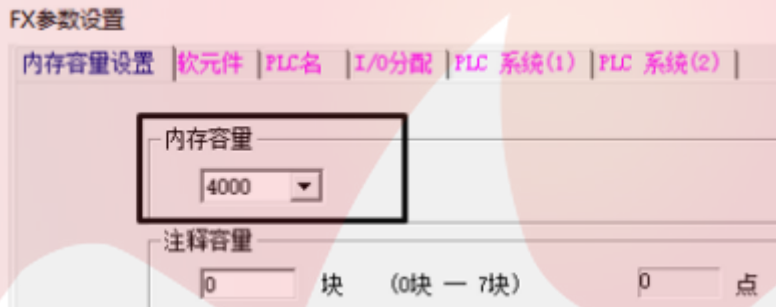 FX参数设置
内存容量设置 软元件 PLC名 I/O分配 PLC 系统(1) PLC 系统(2)
内存容量
4000
注释容量
0 块 (0块 — 7块) 0 点